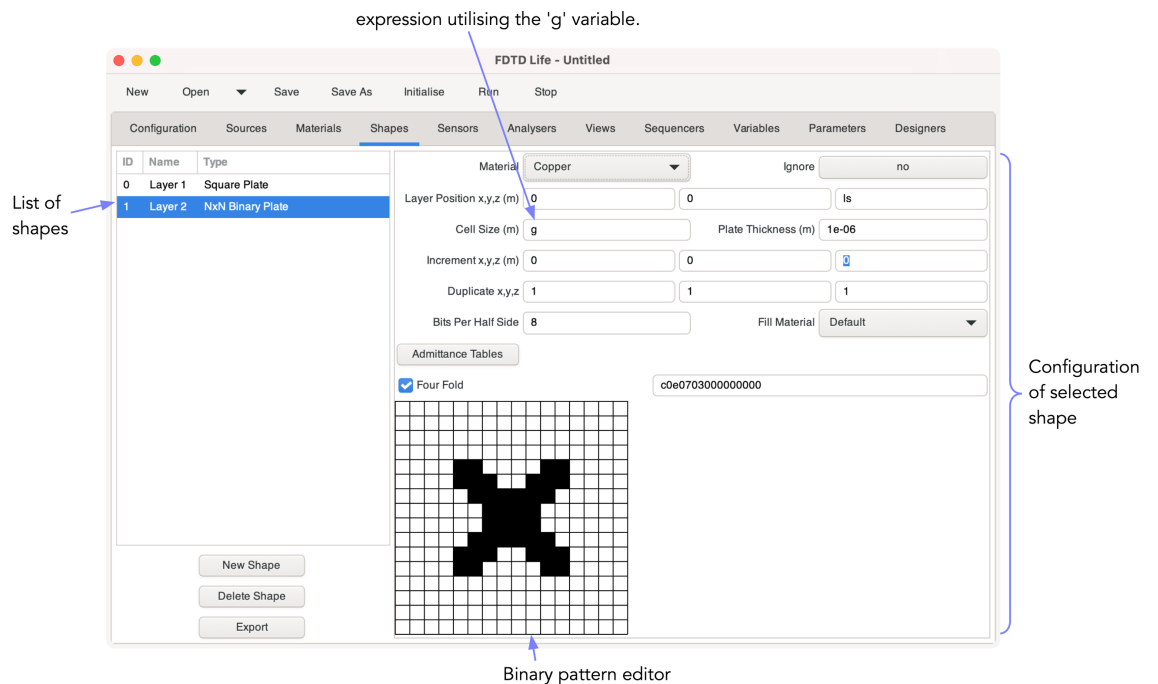 expression utilising the 'g' variable.
FDTD Life - Untitled
New Open Save Save As Initialise Run Stop
Configuration Sources Materials Shapes Sensors Analysers Views Sequencers Variables Parameters Designers
ID Name Type
0 Layer 1 Square Plate
1 Layer 2 NxN Binary Plate
List of
shapes
New Shape
Delete Shape
Export
Material Copper Ignore no
Layer Position x,y,z (m) 0 0 ls
Cell Size (m) g Plate Thickness (m) 1e-06
Increment x,y,z (m) 0 0 0
Duplicate x,y,z 1 1 1
Bits Per Half Side 8 Fill Material Default
Admittance Tables
Four Fold c0e0703000000000
Configuration
of selected
shape
Binary pattern editor